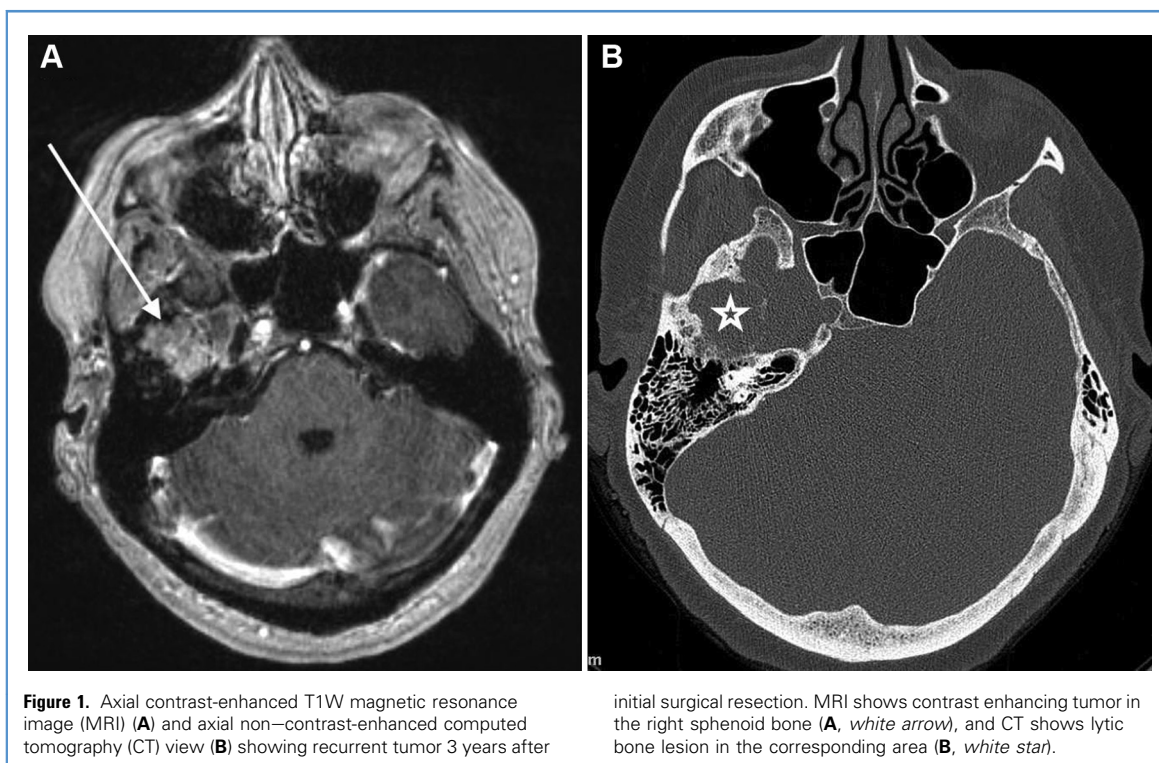 A
B
m
Figure 1. Axial contrast-enhanced T1W magnetic resonance
image (MRI) (A) and axial non−contrast-enhanced computed
tomography (CT) view (B) showing recurrent tumor 3 years after
initial surgical resection. MRI shows contrast enhancing tumor in
the right sphenoid bone (A, white arrow), and CT shows lytic
bone lesion in the corresponding area (B, white star).